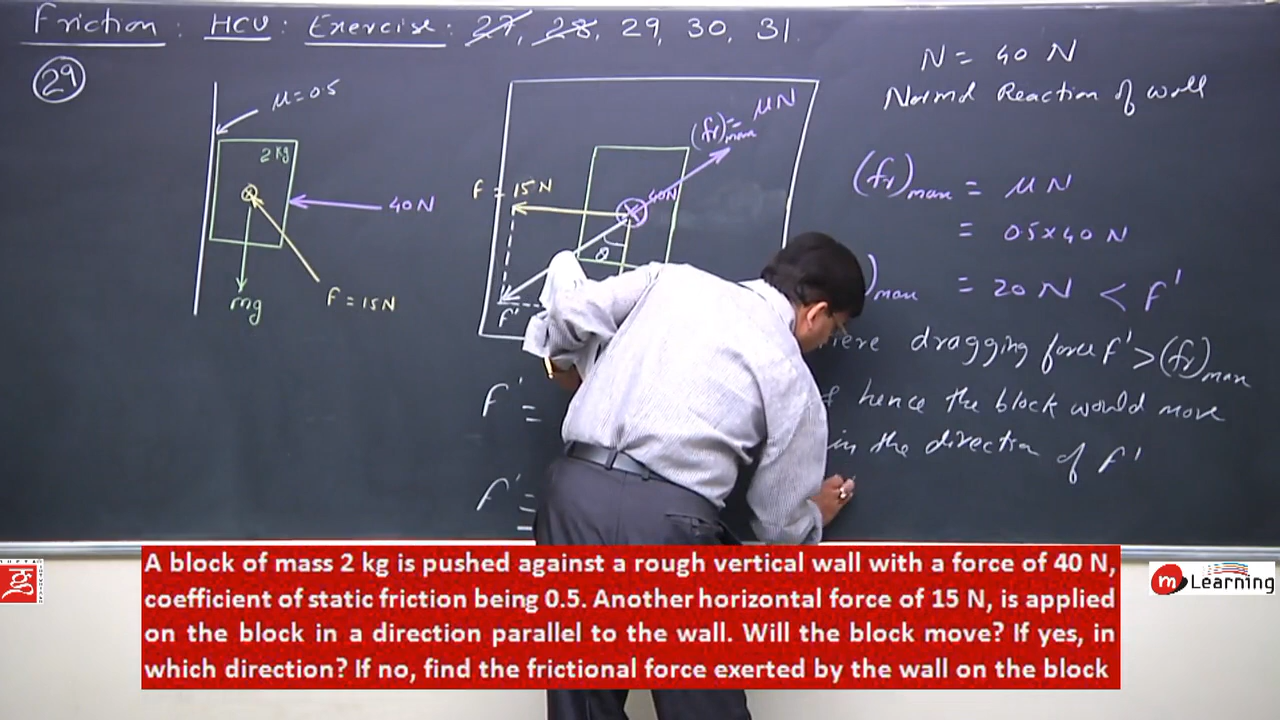 Friction : HCV : Exercise : 27, 28, 29, 30, 31.
29
μ=0.5
2 Kg
40 N
mg
F = 15N
(fr)max = μN
F = 15N
40N
θ
F'
F' =
F' =
N = 40 N
Normal Reaction of wall
(fr)max = μN
= 0.5×40 N
)max = 20 N < F'
here dragging force F' > (fr)max
hence the block would move
in the direction of F'
A block of mass 2 kg is pushed against a rough vertical wall with a force of 40 N,
coefficient of static friction being 0.5. Another horizontal force of 15 N, is applied
on the block in a direction parallel to the wall. Will the block move? If yes, in
which direction? If no, find the frictional force exerted by the wall on the block
m Learning